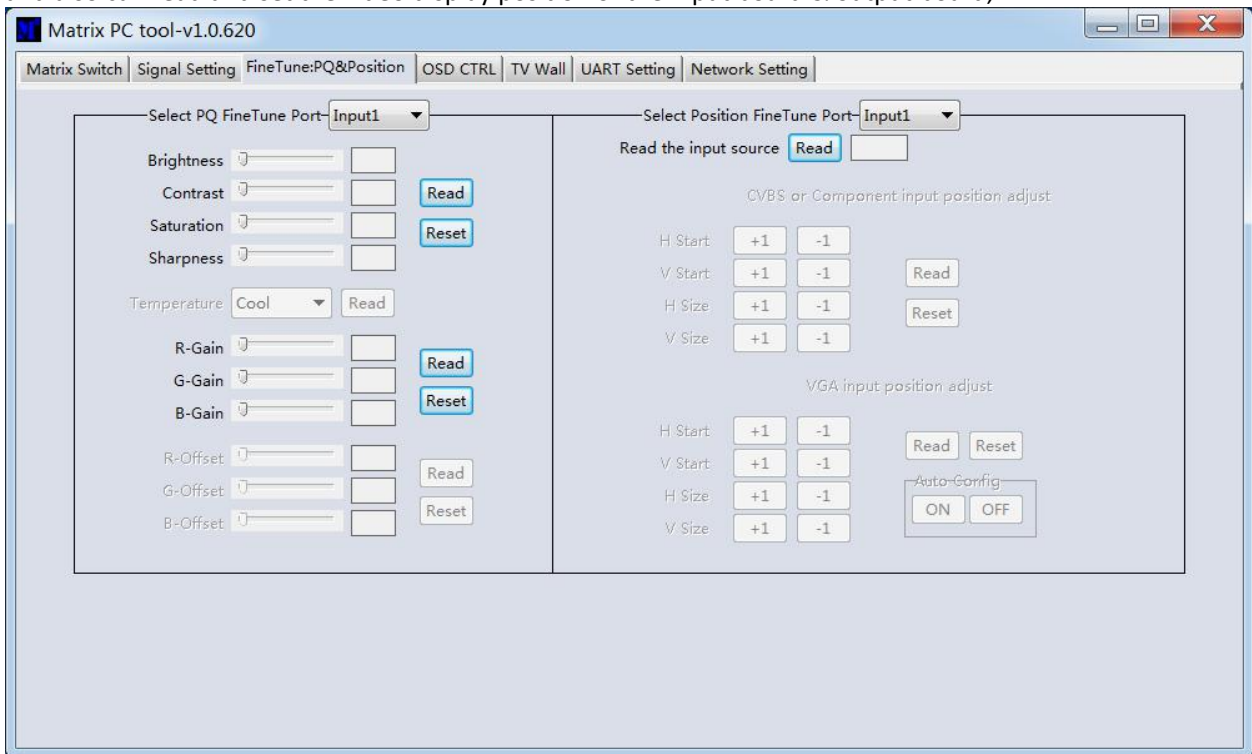 Matrix PC tool-v1.0.620
Matrix Switch Signal Setting FineTune:PQ&Position OSD CTRL TV Wall UART Setting Network Setting
Select PQ FineTune Port Input1
Brightness
Contrast
Read
Saturation
Reset
Sharpness
Temperature Cool Read
R-Gain
Read
G-Gain
Reset
B-Gain
R-Offset
Read
G-Offset
Reset
B-Offset
Select Position FineTune Port Input1
Read the input source Read
CVBS or Component input position adjust
H Start +1 -1
V Start +1 -1 Read
H Size +1 -1 Reset
V Size +1 -1
VGA input position adjust
H Start +1 -1
Read Reset
V Start +1 -1
Auto Config
H Size +1 -1
ON OFF
V Size +1 -1